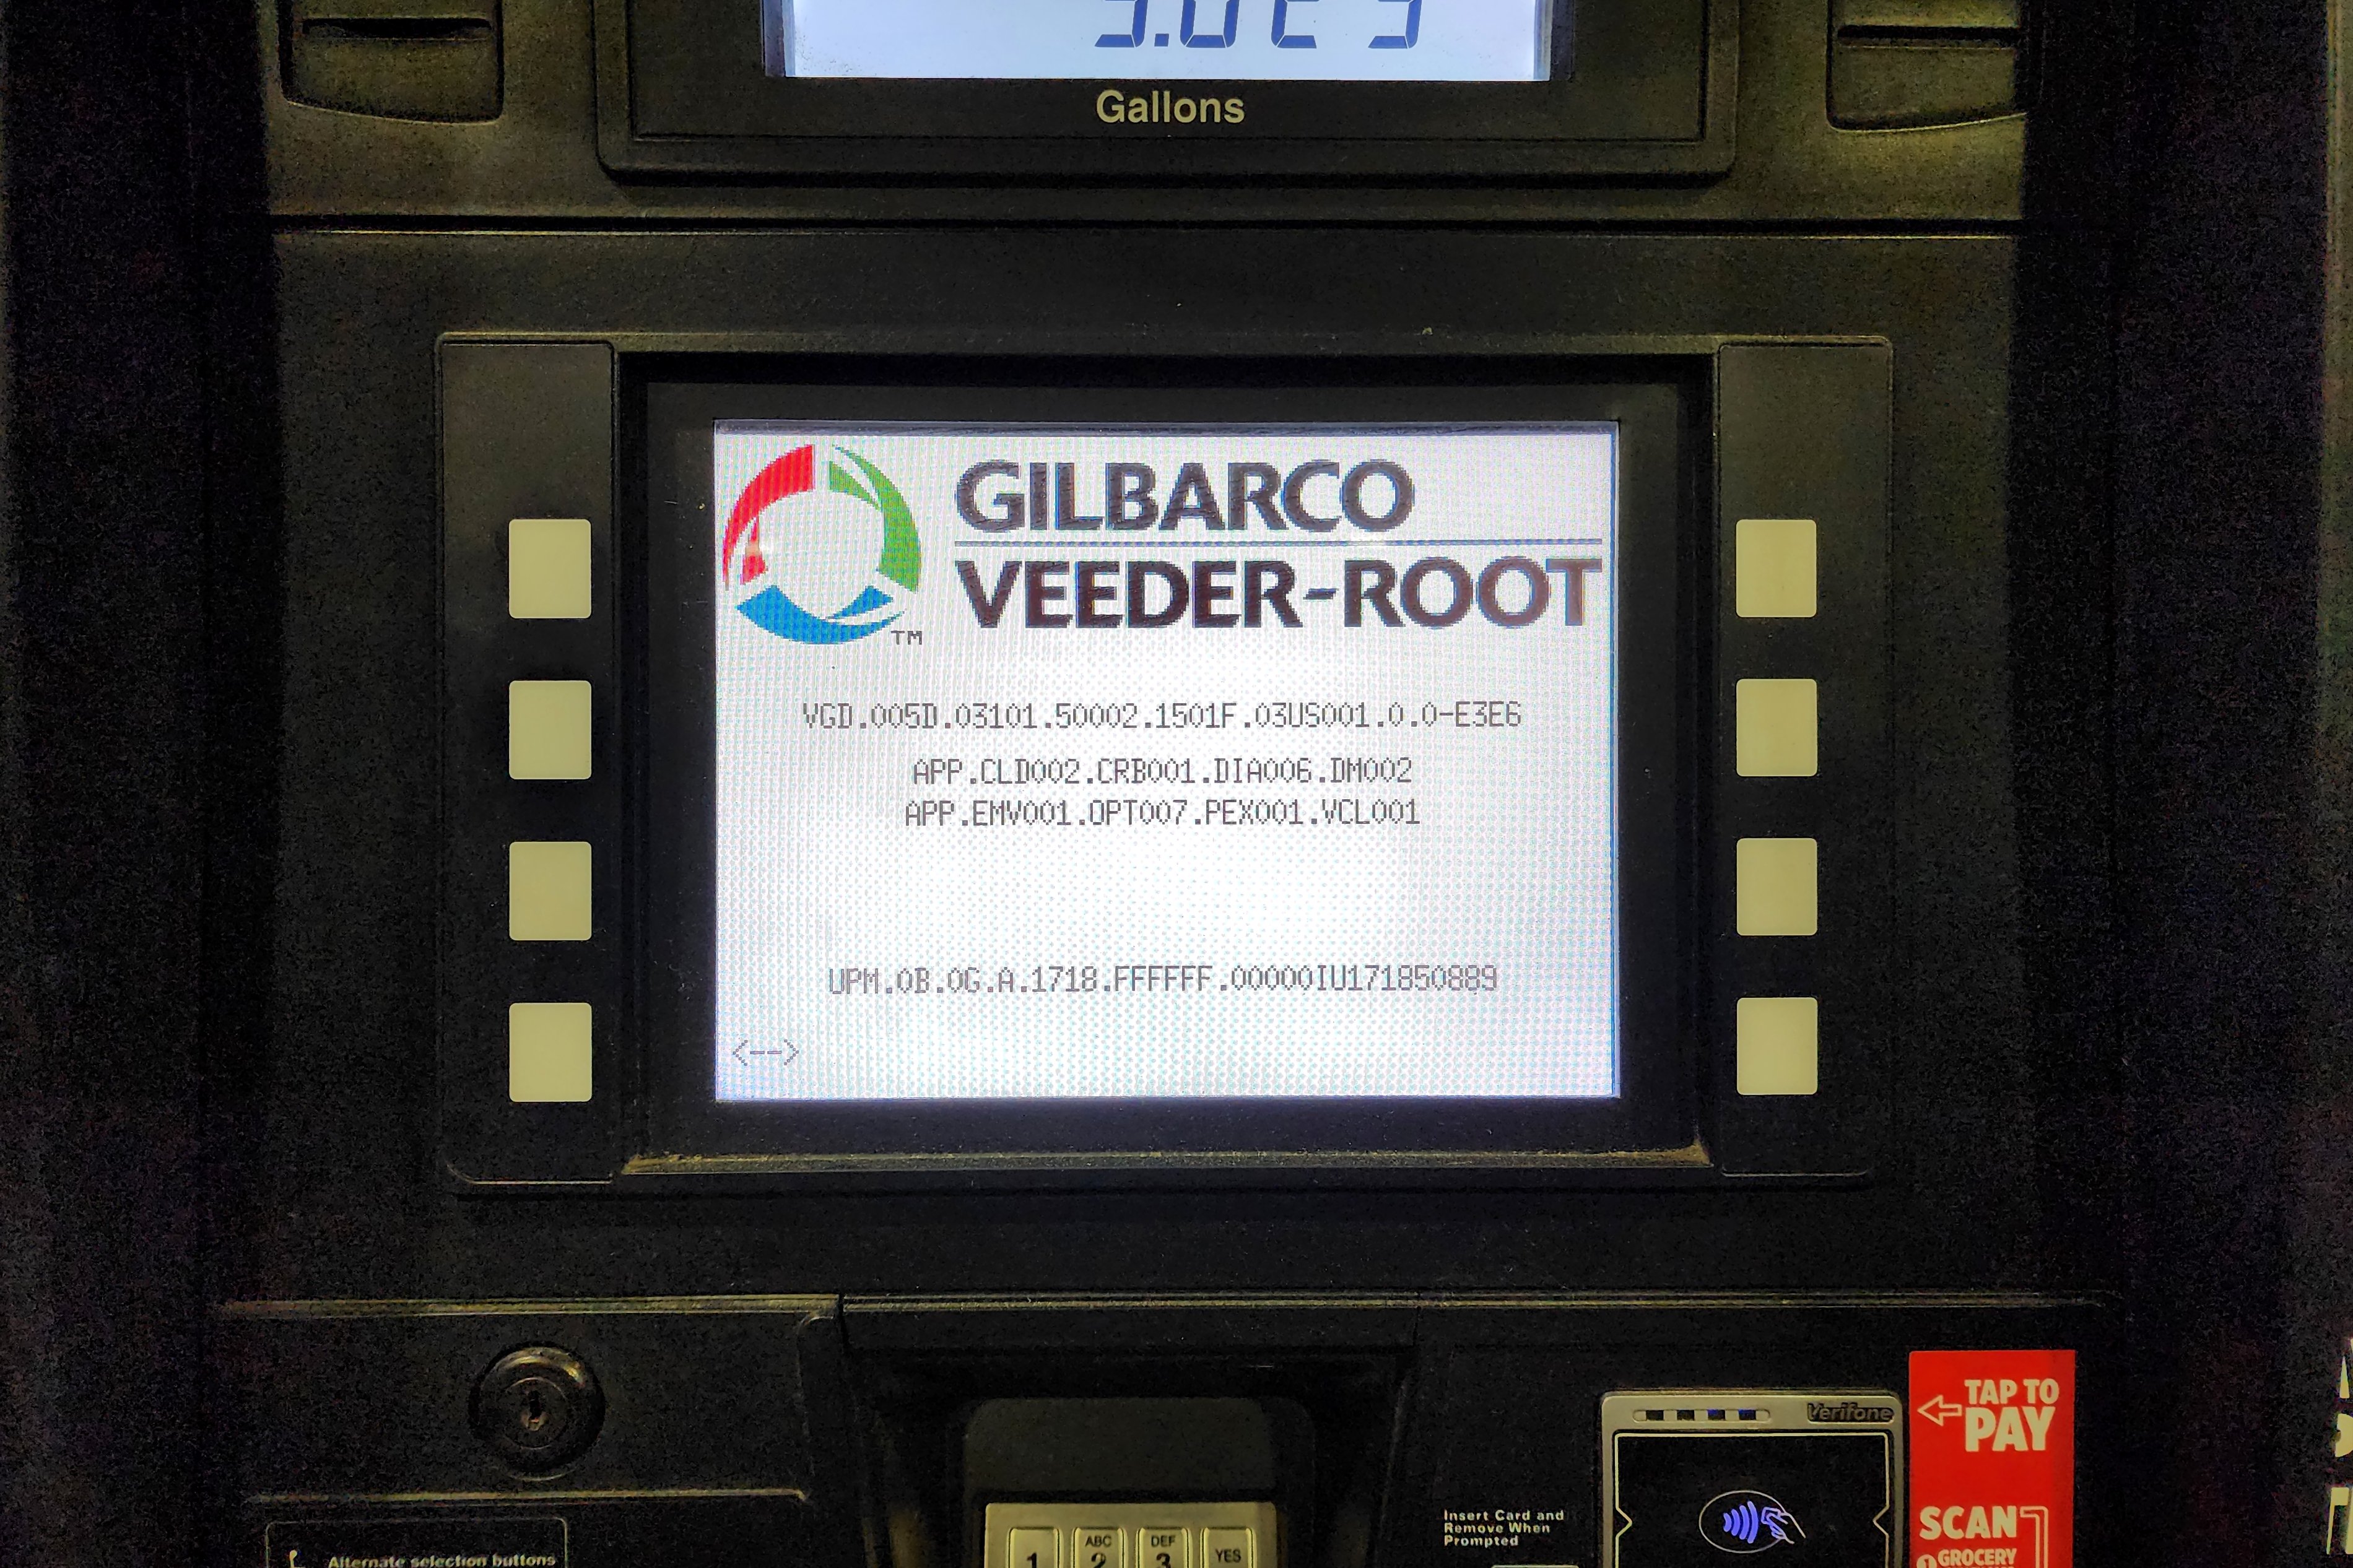 Gallons
GILBARCO
VEEDER-ROOT
TM
VGD.005D.03101.50002.1501F.03US001.0.0-E3E6
APP.CLD002.CRB001.DIA006.DM002
APP.EMV001.OPT007.PEX001.VCL001
UPM.0B.0G.A.1718.FFFFFF.00000IU171850889
<-->
Verifone
TAP TO
PAY
Insert Card and
Remove When
Prompted
SCAN
GROCERY
ABC DEF
1 2 3 YES
Alternate selection buttons